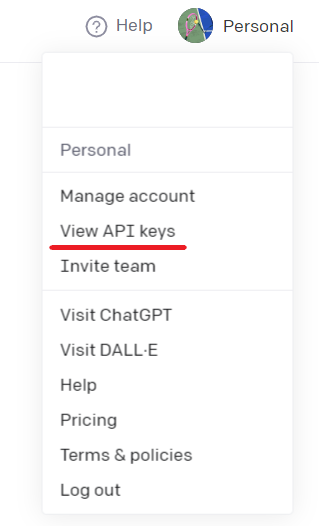 Help Personal
Personal
Manage account
View API keys
Invite team
Visit ChatGPT
Visit DALL·E
Help
Pricing
Terms & policies
Log out